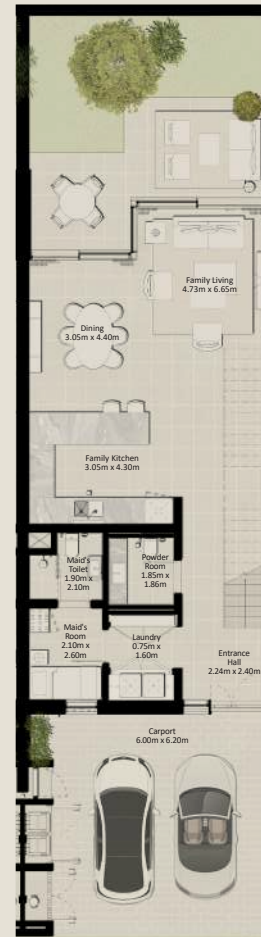 Family Living
4.73m x 6.65m
Dining
3.05m x 4.40m
Family Kitchen
3.05m x 4.30m
Maid's
Toilet
1.90m x
2.10m
Powder
Room
1.85m x
1.86m
Maid's
Room
2.10m x
2.60m
Laundry
0.75m x
1.60m
Entrance
Hall
2.24m x 2.40m
Carport
6.00m x 6.20m